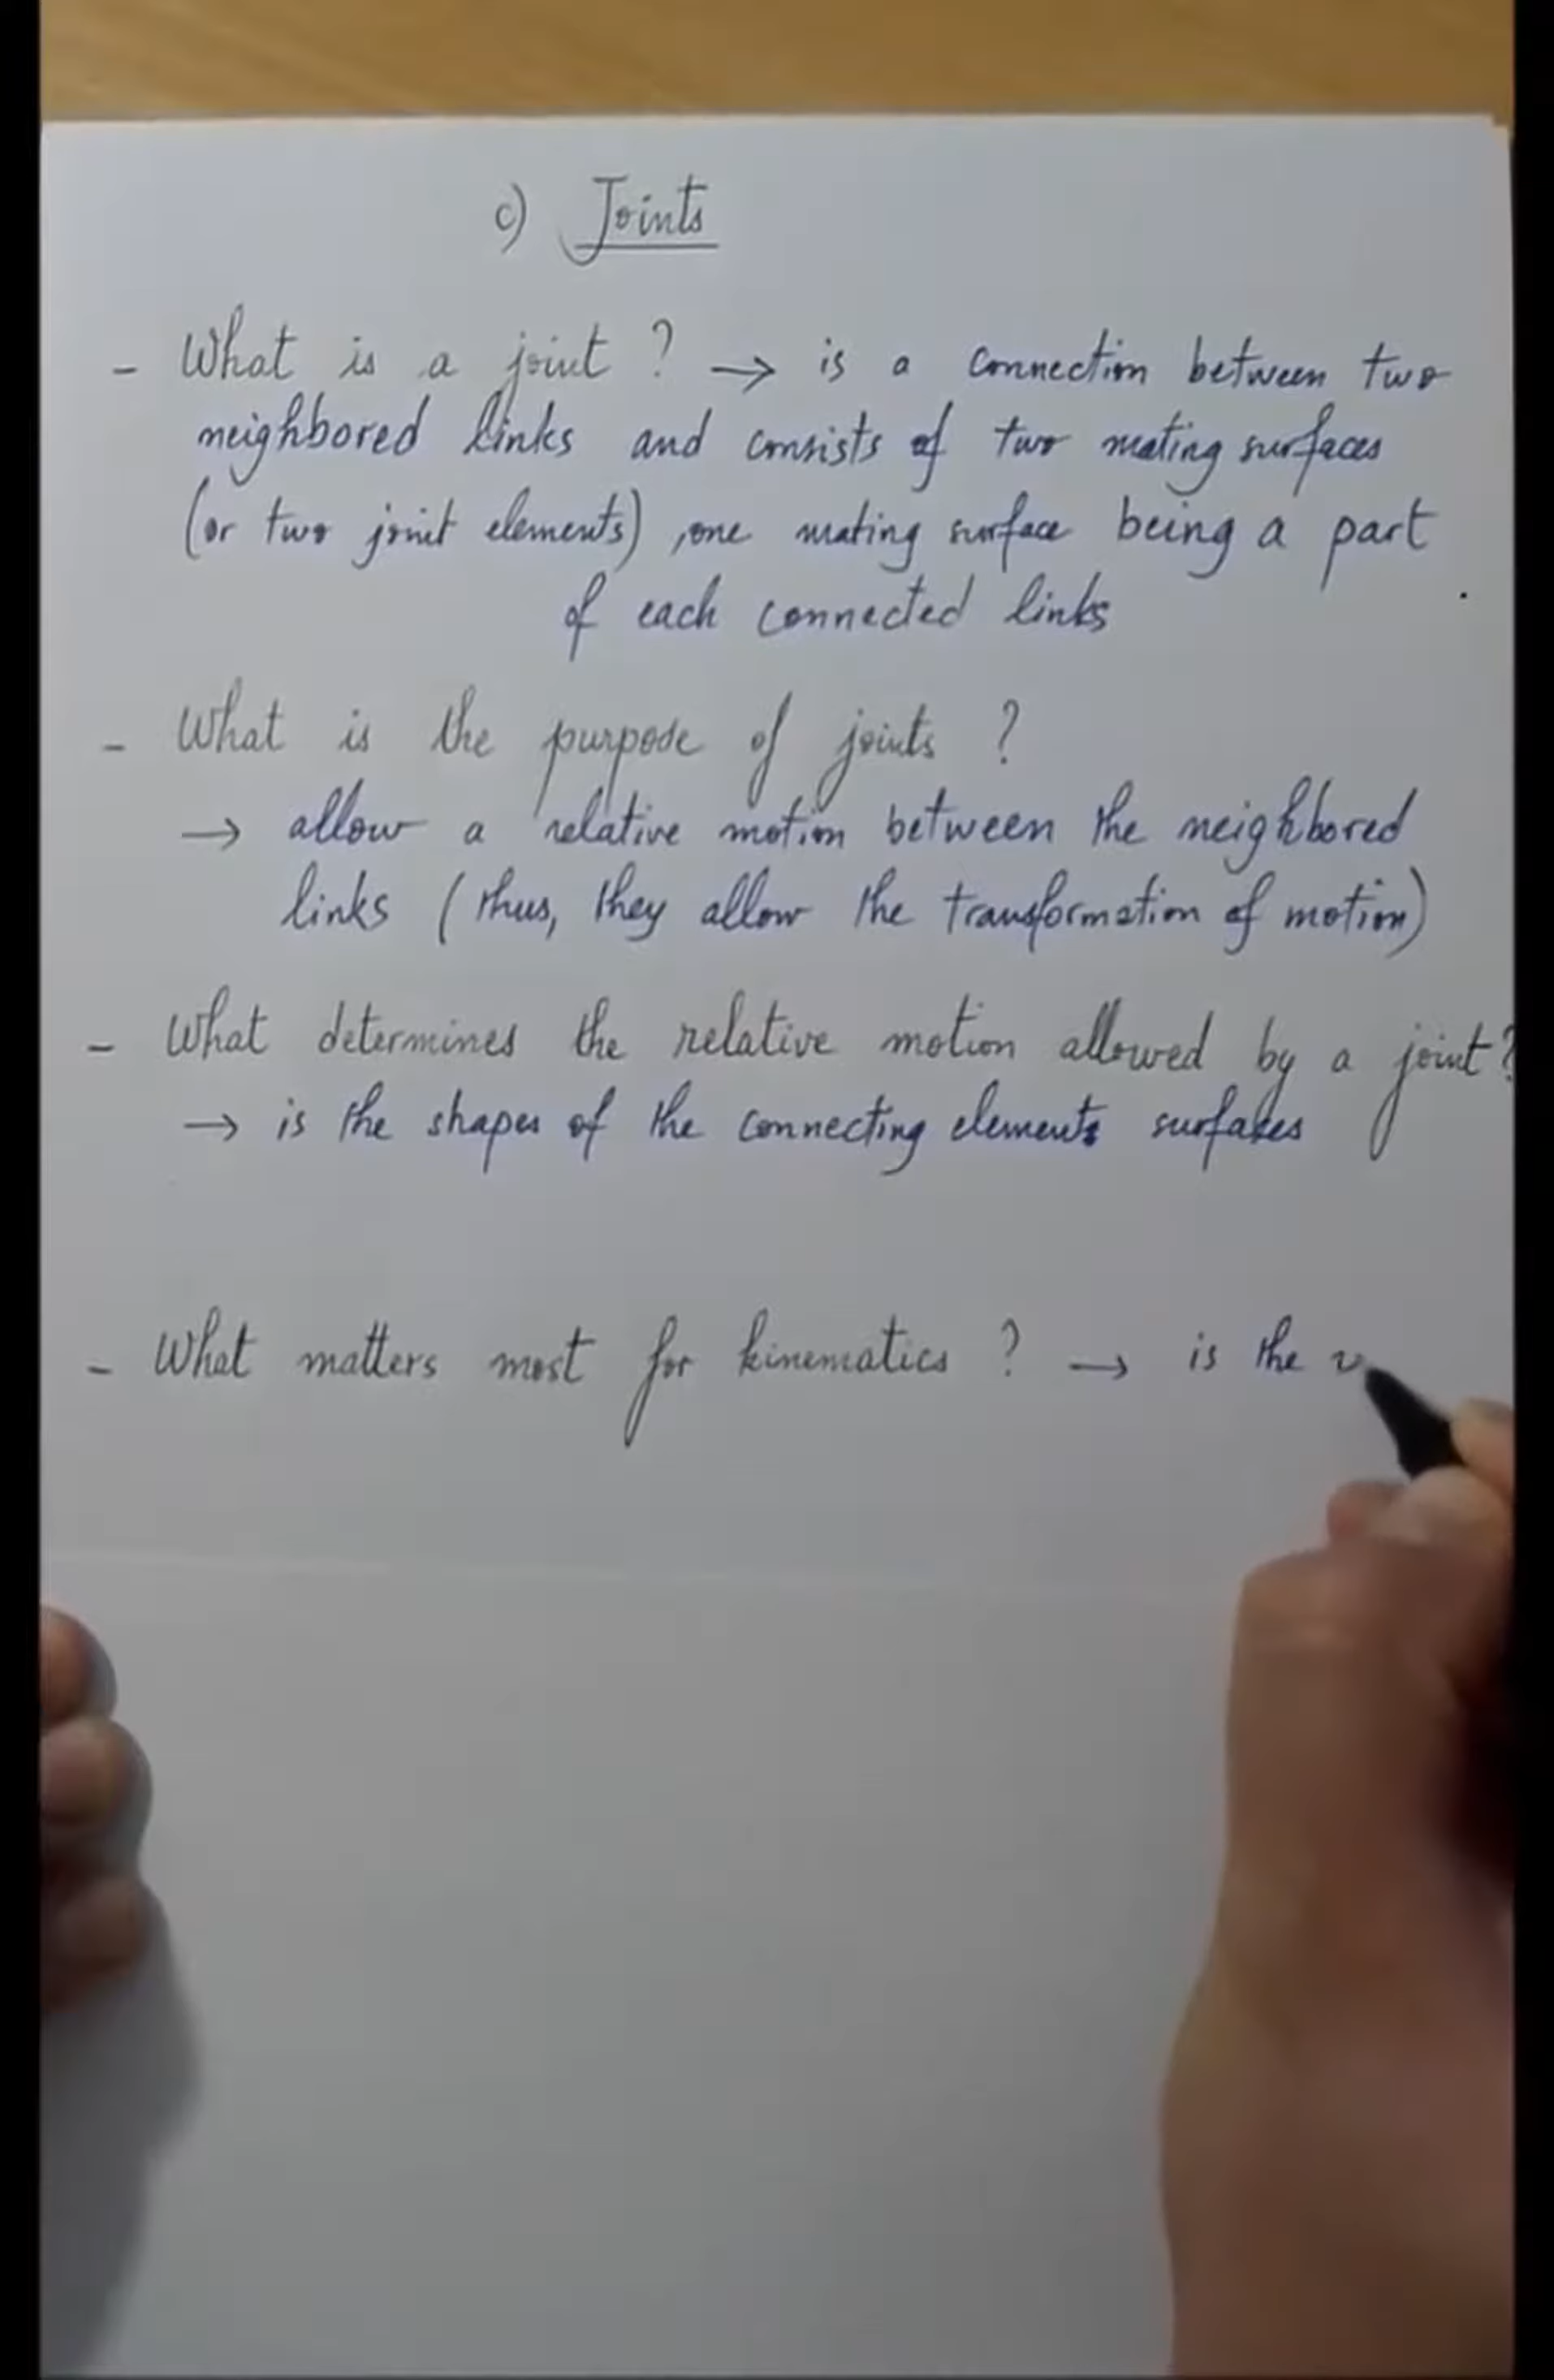 c) Joints
- What is a joint ? → is a connection between two
neighbored links and consists of two mating surfaces
(or two joint elements) , one mating surface being a part
of each connected links
- What is the purpose of joints ?
→ allow a relative motion between the neighbored
links (thus, they allow the transformation of motion)
- What determines the relative motion allowed by a joint?
→ is the shapes of the connecting elements surfaces
- What matters most for kinematics ? → is the